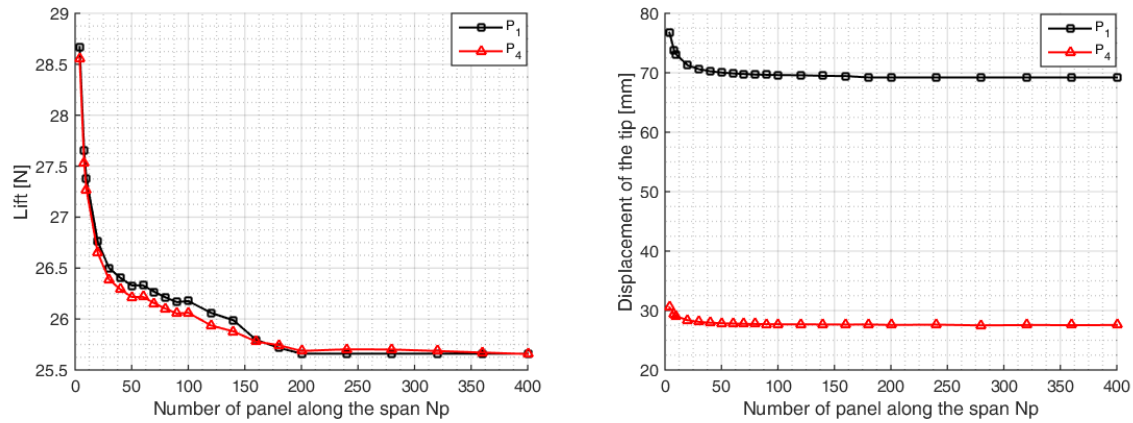 29
28.5
28
27.5
27
26.5
26
25.5
Lift [N]
0 50 100 150 200 250 300 350 400
Number of panel along the span Np
P1
P4
80
70
60
50
40
30
20
Displacement of the tip [mm]
0 50 100 150 200 250 300 350 400
Number of panel along the span Np
P1
P4